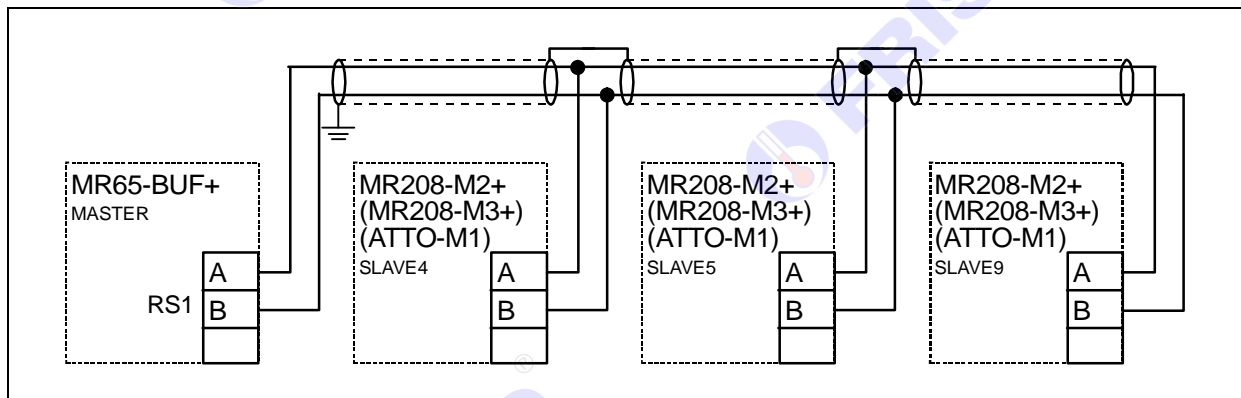 MR65-BUF+
MASTER
A
RS1 B
MR208-M2+
(MR208-M3+)
(ATTO-M1)
SLAVE4
A
B
MR208-M2+
(MR208-M3+)
(ATTO-M1)
SLAVE5
A
B
MR208-M2+
(MR208-M3+)
(ATTO-M1)
SLAVE9
A
B
®